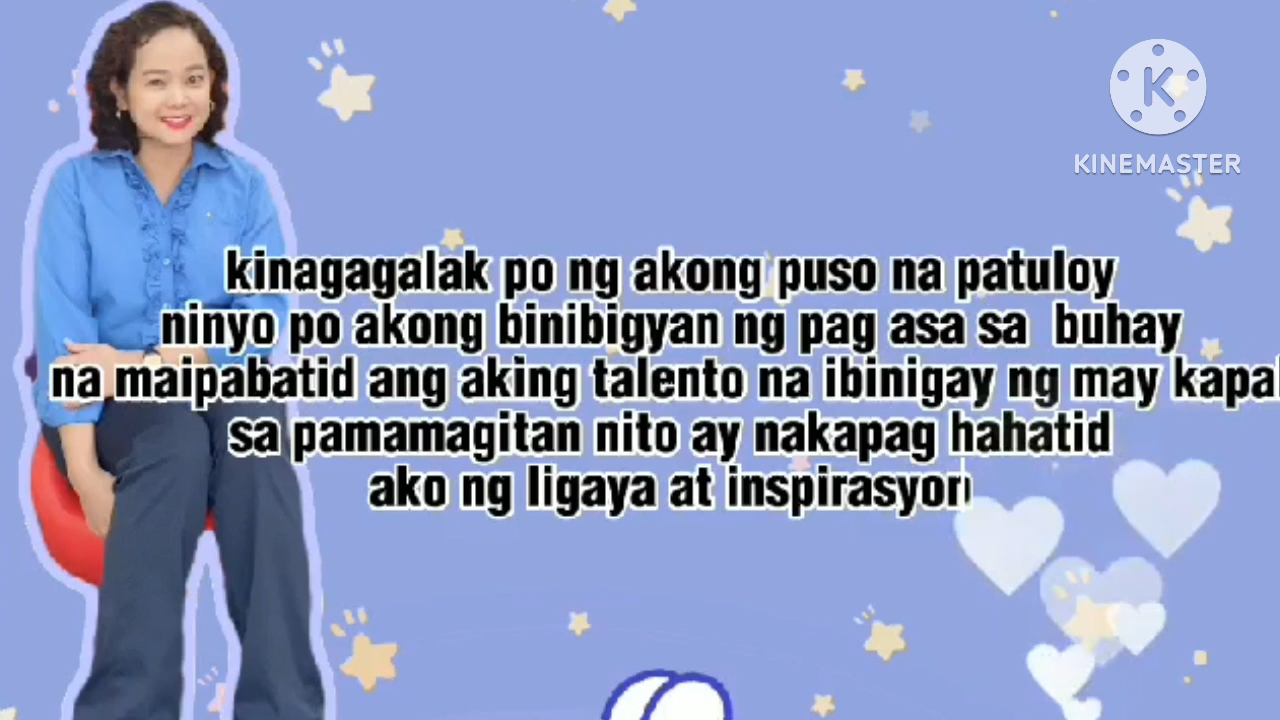 KINEMASTER
kinagagalak po ng akong puso na patuloy
ninyo po akong binibigyan ng pag asa sa buhay
na maipabatid ang aking talento na ibinigay ng may
sa pamamagitan nito ay nakapag hahatid
ako ng ligaya at inspirasyon